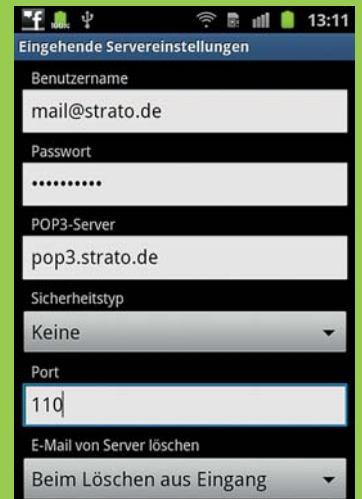 100%
13:11
Eingehende Servereinstellungen
Benutzername
mail@strato.de
Passwort
••••••••••
POP3-Server
pop3.strato.de
Sicherheitstyp
Keine
Port
110
E-Mail von Server löschen
Beim Löschen aus Eingang